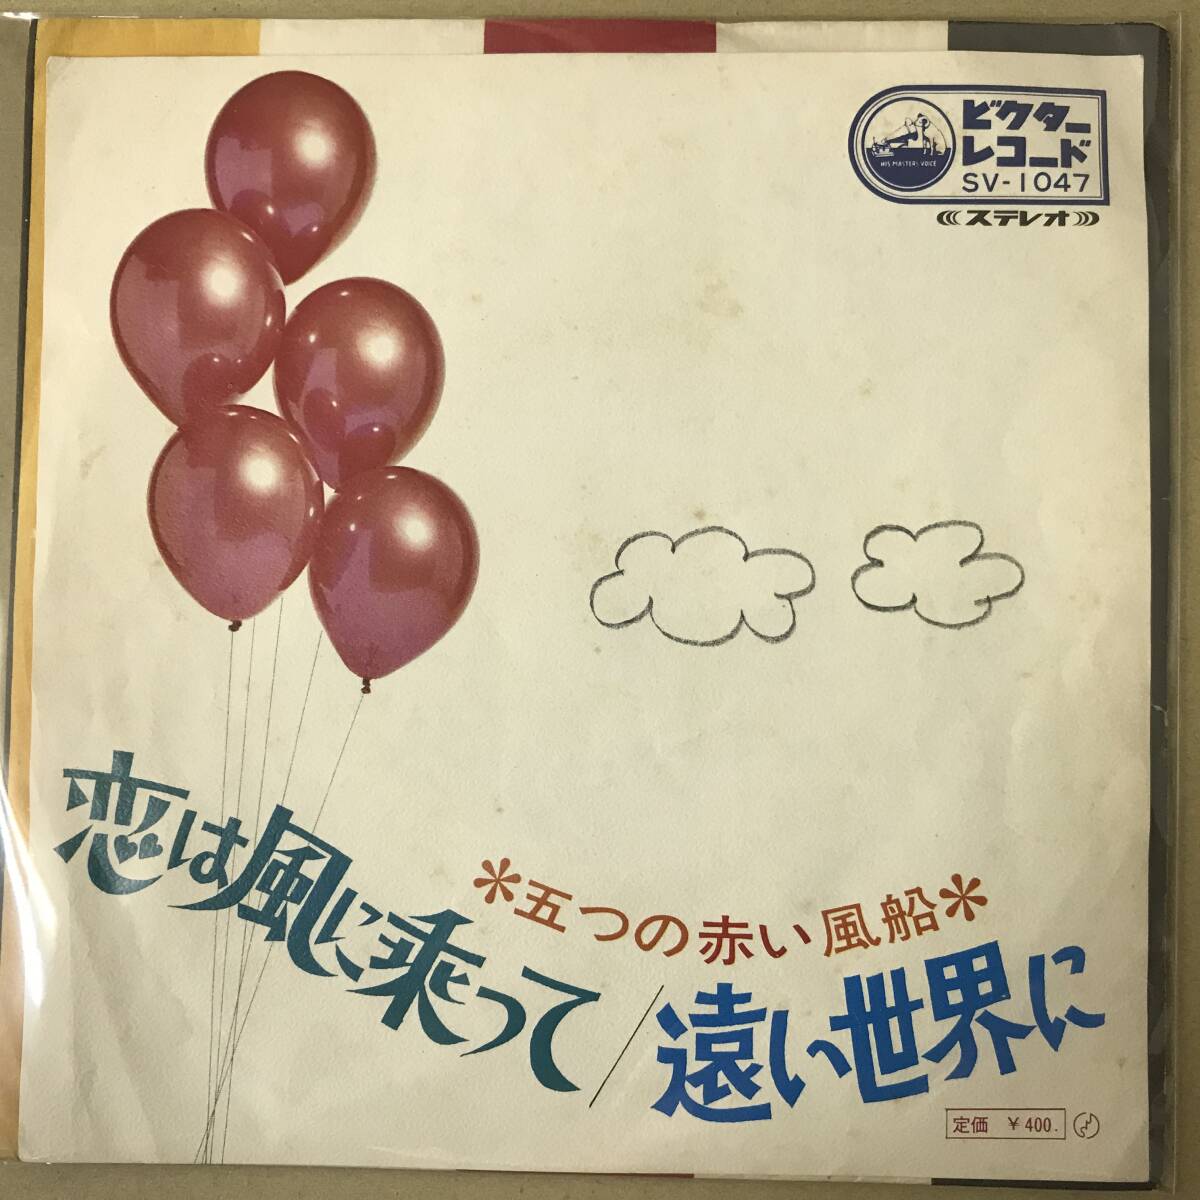 ビクター
レコード
HIS MASTERS VOICE
SV-1047
ステレオ
恋は風に乗って
*五つの赤い風船*
/遠い世界に
定価 ¥400.